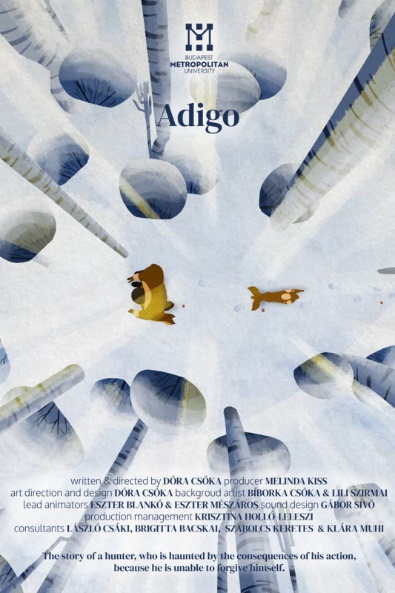 BUDAPEST
METROPOLITAN
UNIVERSITY
Adigo
written & directed by DÓRA CSÓKA producer MELINDA KISS
art direction and design DÓRA CSÓKA backgroud artist BÍBORKA CSÓKA & LILI SZIRMAI
lead animators ESZTER BLANKÓ & ESZTER MÉSZÁROS sound design GÁBOR SÍVÓ
production management KRISZTINA HOLLÓ-LELESZI
consultants LÁSZLÓ CSÁKI, BRIGITTA BACSKAI, SZABOLCS KERETES & KLÁRA MUHI
The story of a hunter, who is haunted by the consequences of his action,
because he is unable to forgive himself.